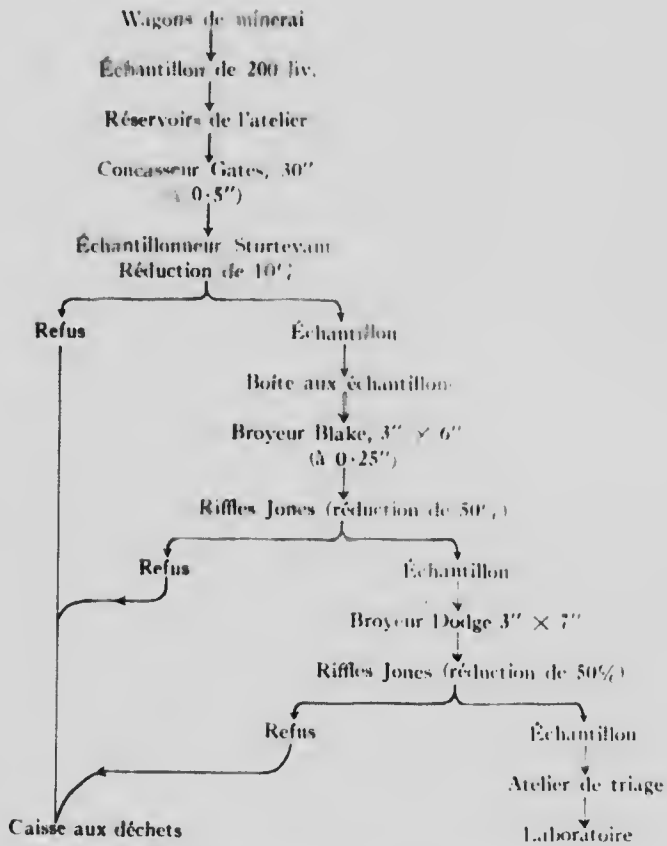 Wagons de minerai
Échantillon de 200 liv.
Réservoirs de l'atelier
Concasseur Gates, 30"
à 0·5")
Échantillonneur Sturtevant
Réduction de 10%
Refus
Échantillon
Boîte aux échantillon
Broyeur Blake, 3" × 6"
(à 0·25")
Riffles Jones (réduction de 50%)
Refus
Échantillon
Broyeur Dodge 3" × 7"
Riffles Jones (réduction de 50%)
Refus
Échantillon
Atelier de triage
Caisse aux déchets
Laboratoire